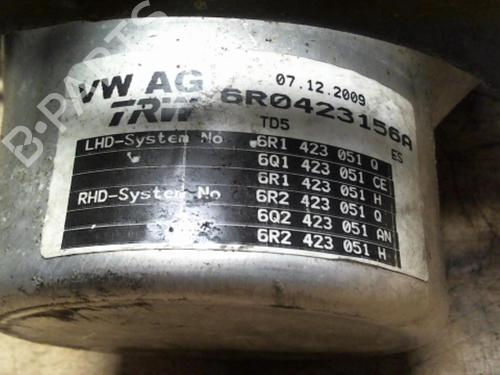 B-PARTS
VW AG 07.12.2009
TRW 6R0423156A
TD5 ES
LHD-System No 6R1 423 051 Q
6Q1 423 051 CE
6R1 423 051 H
RHD-System No 6R2 423 051 Q
6Q2 423 051 AN
6R2 423 051 H